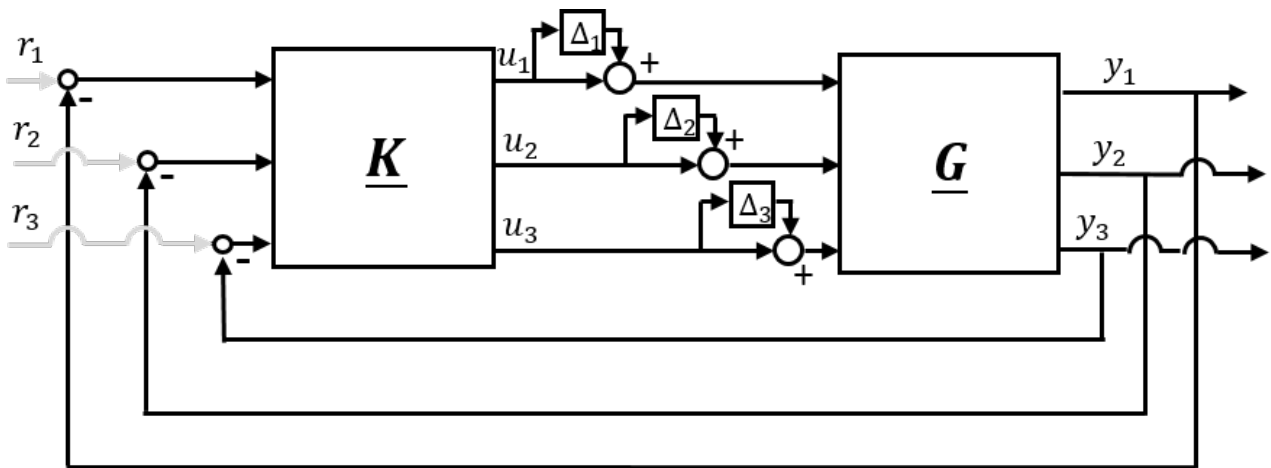 r₁
r₂
r₃
-
-
-
K
u₁
u₂
u₃
Δ₁
Δ₂
Δ₃
+
+
+
G
y₁
y₂
y₃